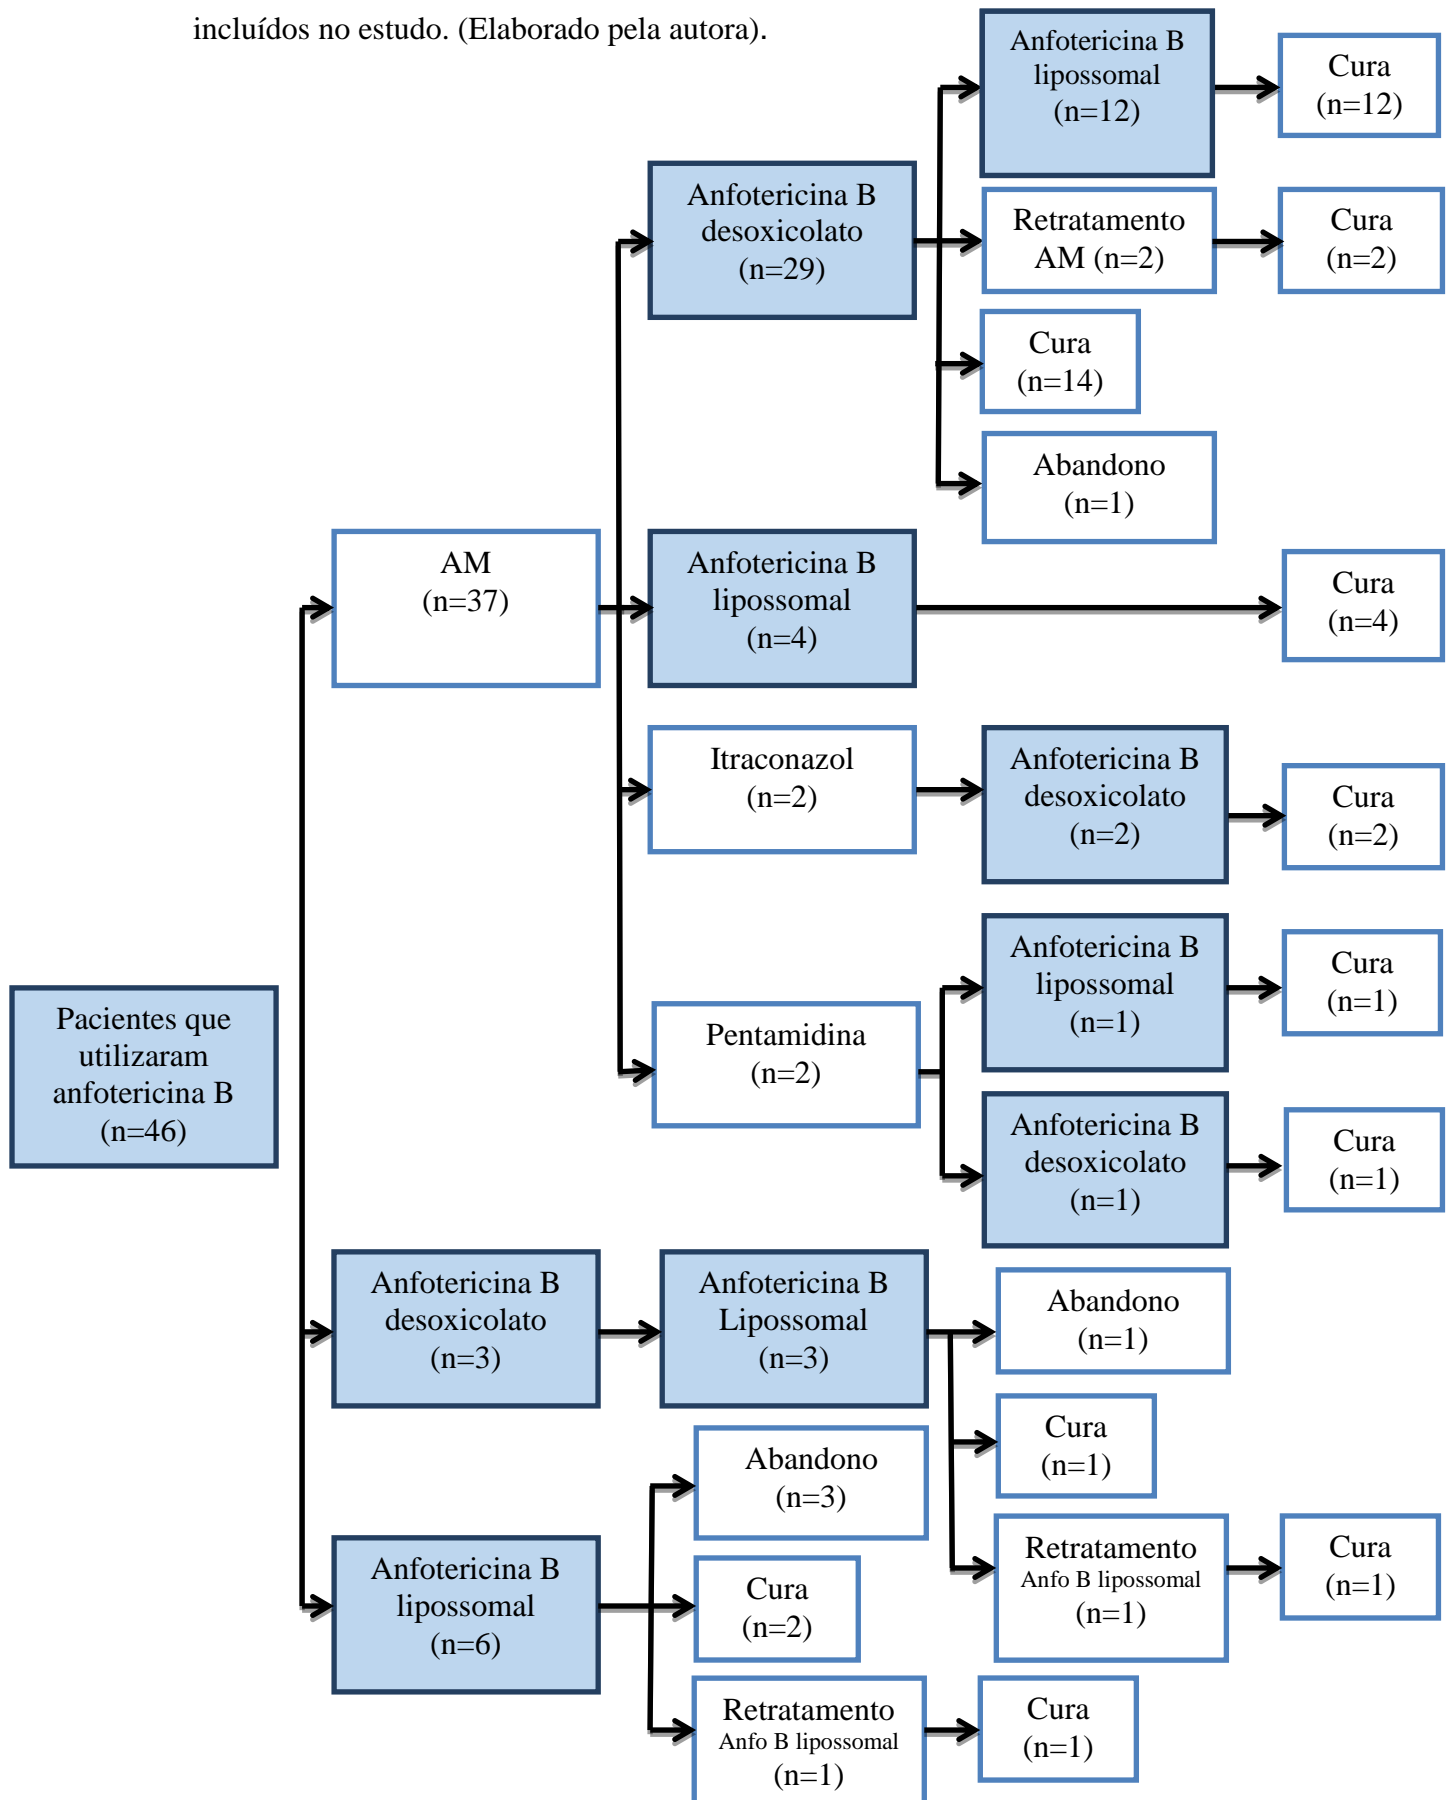 incluídos no estudo. (Elaborado pela autora).
Anfotericina B
lipossomal
(n=12)
Cura
(n=12)
Anfotericina B
desoxicolato
(n=29)
Retratamento
AM (n=2)
Cura
(n=2)
Cura
(n=14)
Abandono
(n=1)
AM
(n=37)
Anfotericina B
lipossomal
(n=4)
Cura
(n=4)
Itraconazol
(n=2)
Anfotericina B
desoxicolato
(n=2)
Cura
(n=2)
Pentamidina
(n=2)
Anfotericina B
lipossomal
(n=1)
Cura
(n=1)
Anfotericina B
desoxicolato
(n=1)
Cura
(n=1)
Pacientes que
utilizaram
anfotericina B
(n=46)
Anfotericina B
desoxicolato
(n=3)
Anfotericina B
Lipossomal
(n=3)
Abandono
(n=1)
Cura
(n=1)
Retratamento
Anfo B lipossomal
(n=1)
Cura
(n=1)
Anfotericina B
lipossomal
(n=6)
Abandono
(n=3)
Cura
(n=2)
Retratamento
Anfo B lipossomal
(n=1)
Cura
(n=1)